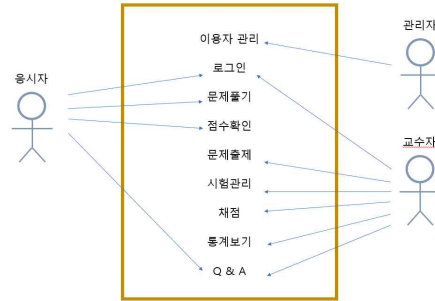 관리자
이용자 관리
응시자
로그인
문제풀기
점수확인
교수자
문제출제
시험관리
채점
통계보기
Q & A